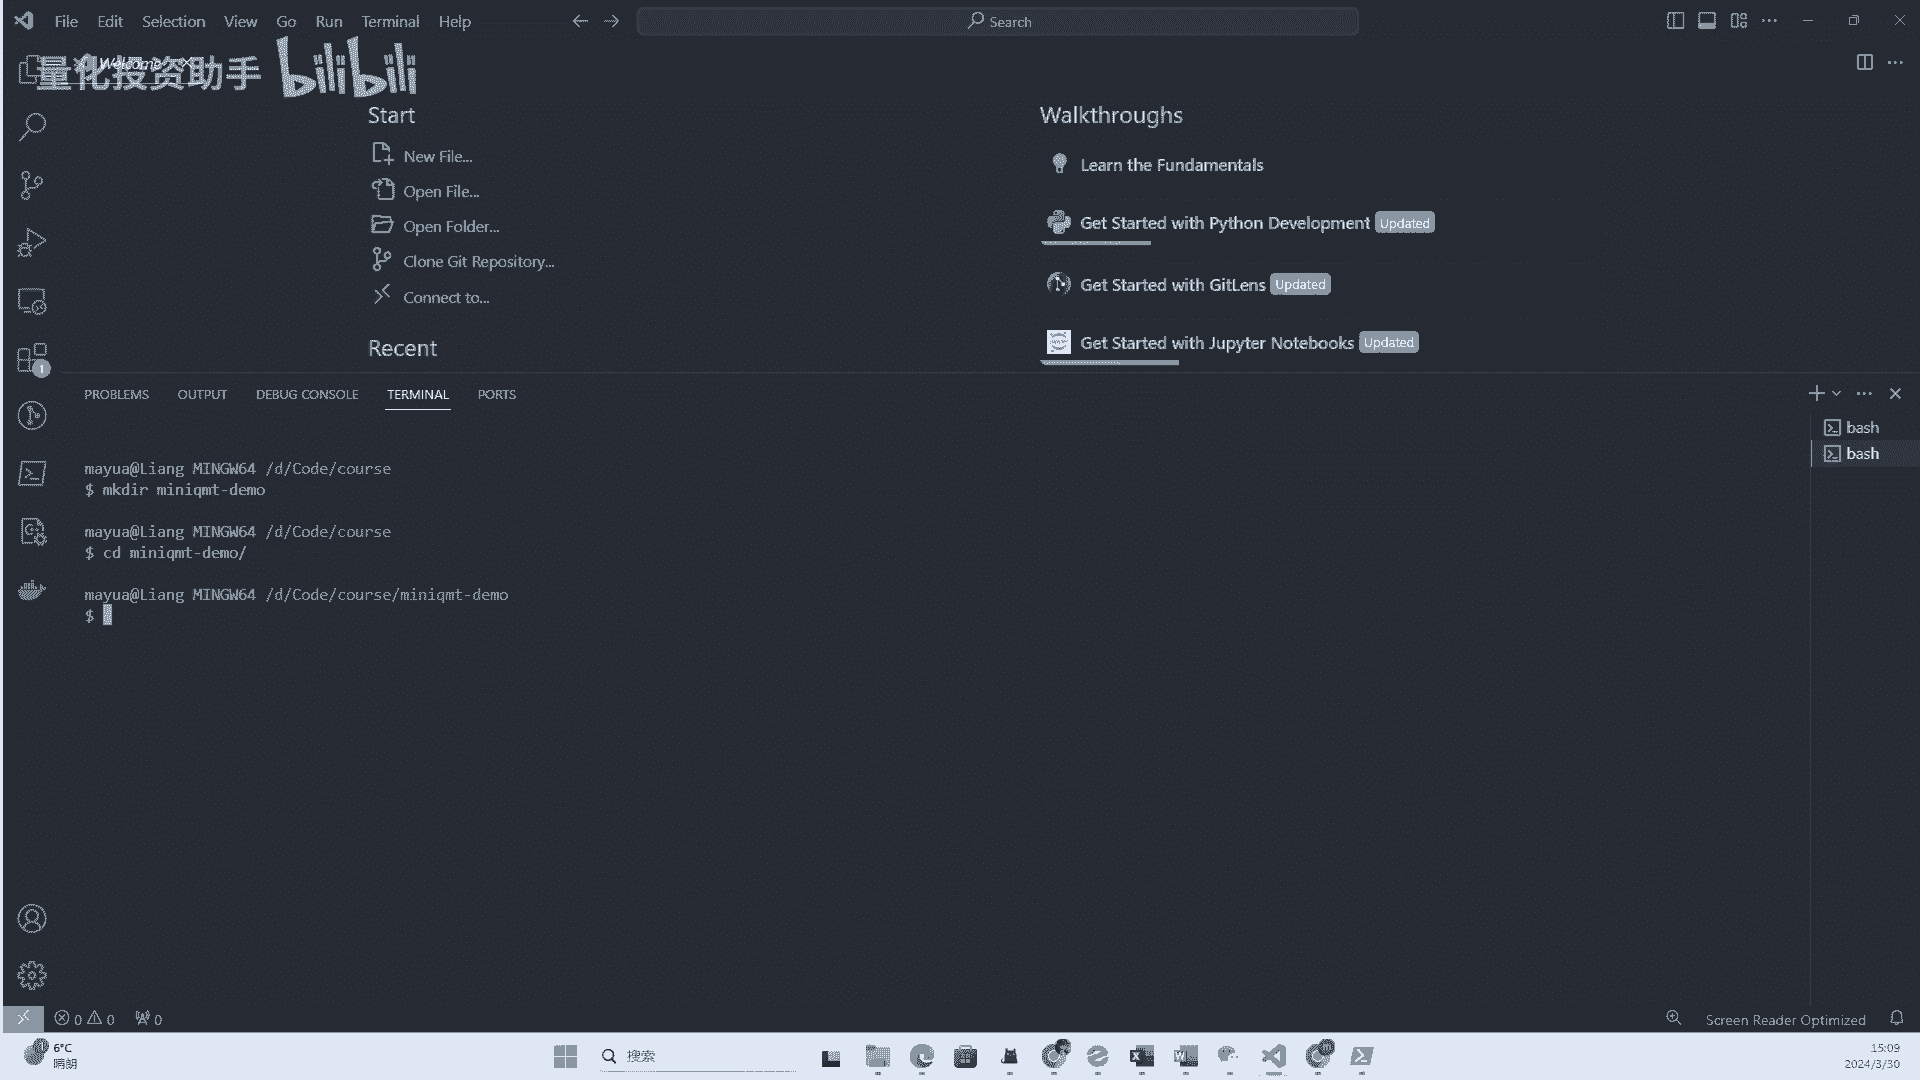 File Edit Selection View Go Run Terminal Help
Search
Welcome
量化投资助手 bilibili
Start
New File...
Open File...
Open Folder...
Clone Git Repository...
Connect to...
Recent
Walkthroughs
Learn the Fundamentals
Get Started with Python Development Updated
Get Started with GitLens Updated
Get Started with Jupyter Notebooks Updated
1
PROBLEMS OUTPUT DEBUG CONSOLE TERMINAL PORTS
bash
bash
mayua@Liang MINGW64 /d/Code/course
$ mkdir miniqmt-demo
mayua@Liang MINGW64 /d/Code/course
$ cd miniqmt-demo/
mayua@Liang MINGW64 /d/Code/course/miniqmt-demo
$
0 0 0
Screen Reader Optimized
6°C
晴朗
搜索
15:09
2024/3/30